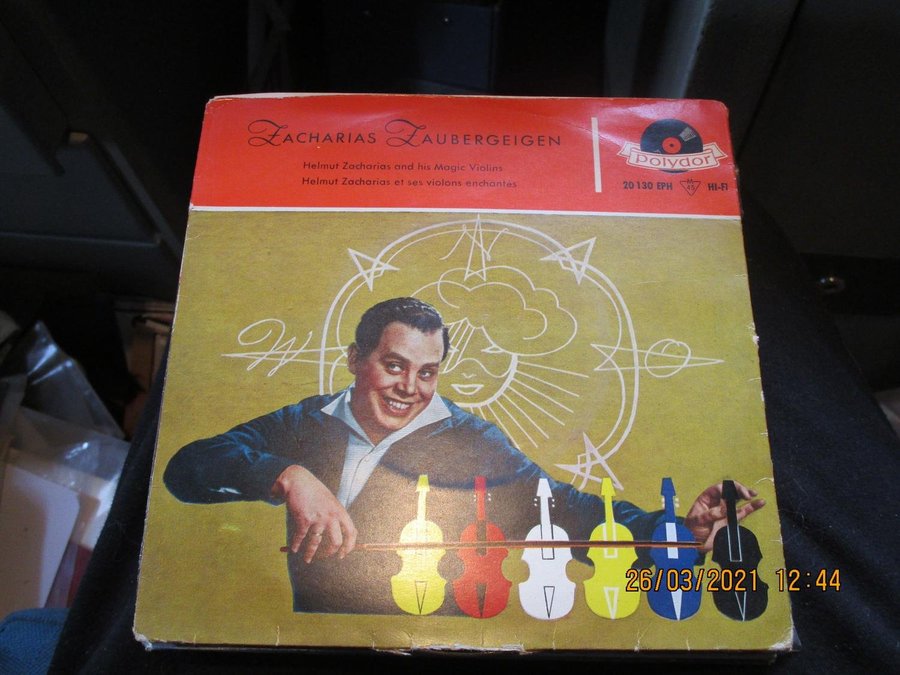 Zacharias Zaubergeigen
Helmut Zacharias and his Magic Violins
Helmut Zacharias et ses violons enchantés
polydor
20 130 EPH M 45 HI-FI
N
W
O
26/03/2021 12:44